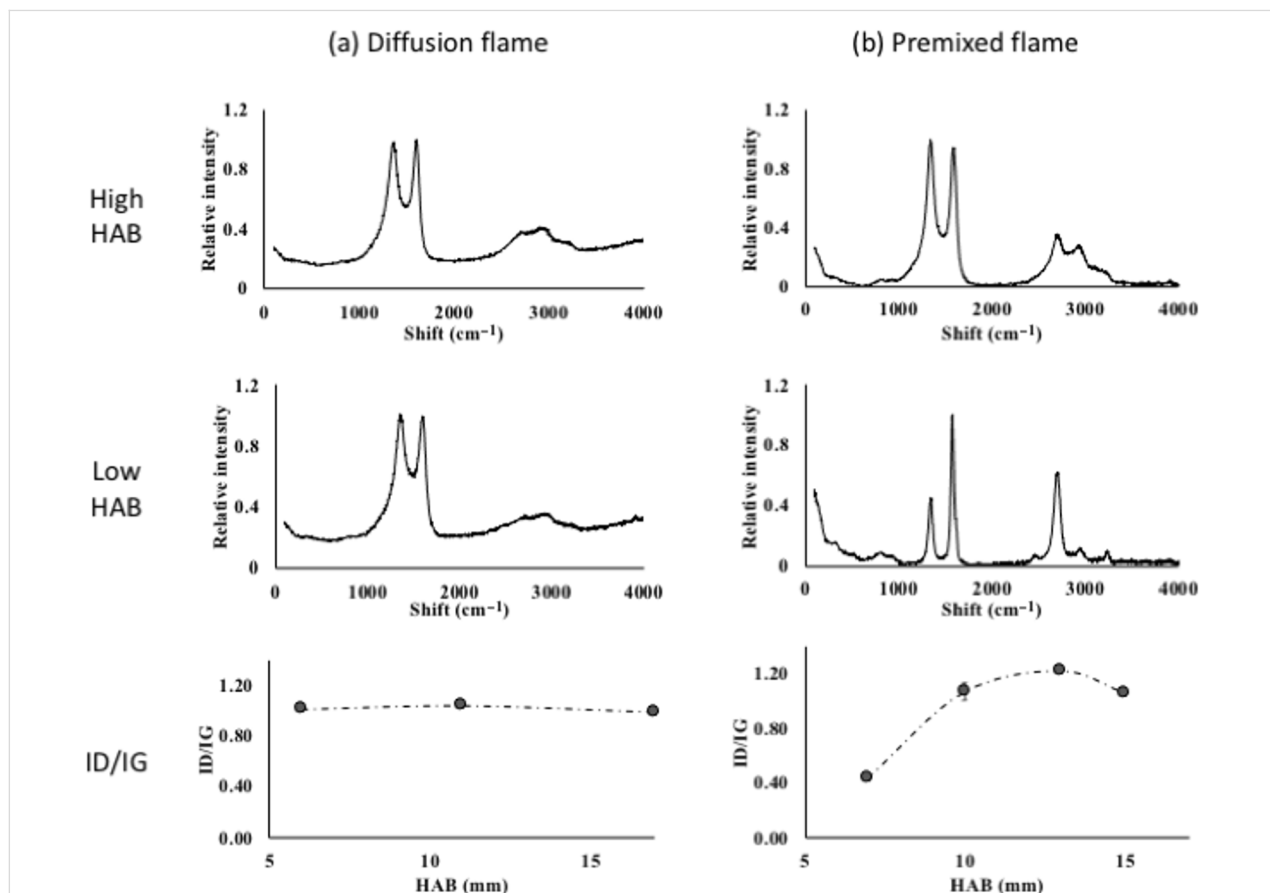 (a) Diffusion flame
(b) Premixed flame
High
HAB
Relative intensity
1.2
0.8
0.4
0
0 1000 2000 3000 4000
Shift (cm⁻¹)
Relative intensity
1.2
0.8
0.4
0
0 1000 2000 3000 4000
Shift (cm⁻¹)
Low
HAB
Relative intensity
1.2
0.8
0.4
0
0 1000 2000 3000 4000
Shift (cm⁻¹)
Relative intensity
1.2
0.8
0.4
0
0 1000 2000 3000 4000
Shift (cm⁻¹)
ID/IG
ID/IG
1.20
0.80
0.40
0.00
5 10 15
HAB (mm)
ID/IG
1.20
0.80
0.40
0.00
5 10 15
HAB (mm)